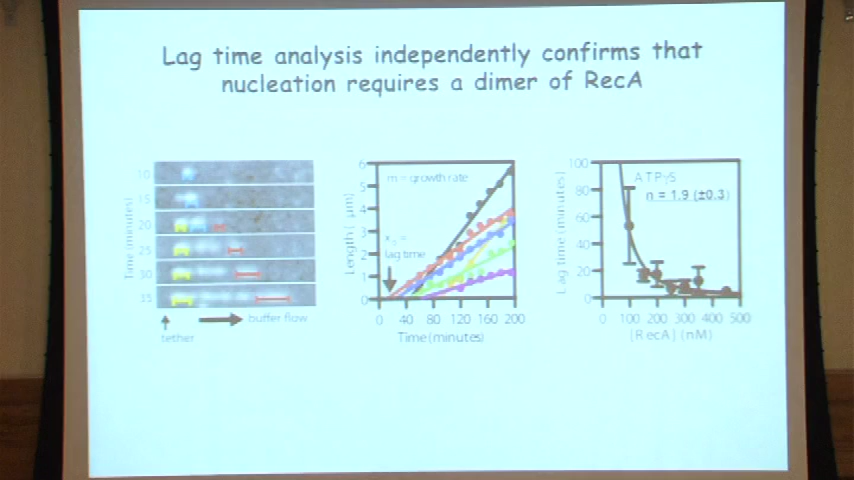 Lag time analysis independently confirms that
nucleation requires a dimer of RecA
Time (minutes)
10
15
20
25
30
35
tether
buffer flow
Length ( μm)
6
5
4
3
2
1
0
m = growth rate
lag time
0 40 80 120 160 200
Time (minutes)
Lag time (minutes)
100
80
60
40
20
0
ATPγS
n = 1.9 (±0.3)
0 100 200 300 400 500
[RecA] (nM)